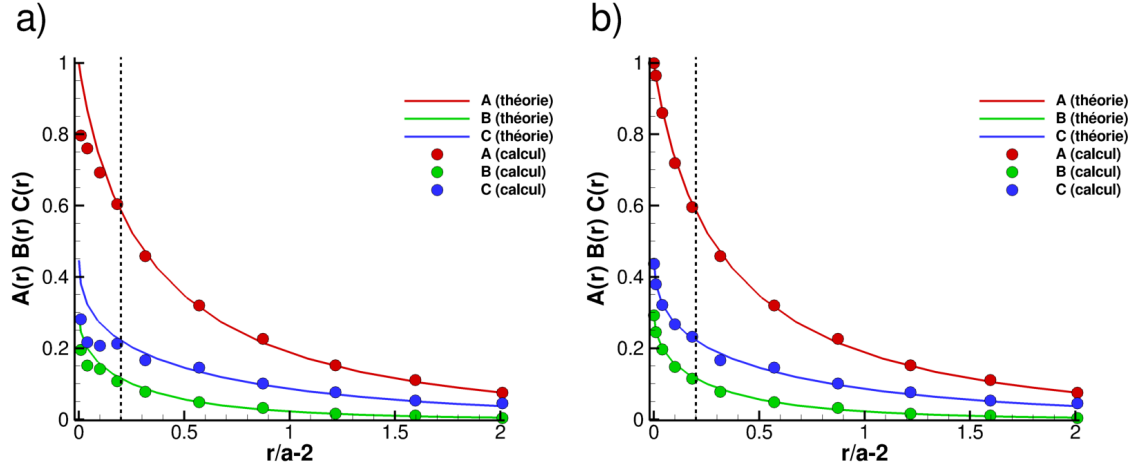 a)
1
0.8
0.6
0.4
0.2
0
A(r) B(r) C(r)
0
0.5
1
1.5
2
r/a-2
A (théorie)
B (théorie)
C (théorie)
A (calcul)
B (calcul)
C (calcul)
b)
1
0.8
0.6
0.4
0.2
0
A(r) B(r) C(r)
0
0.5
1
1.5
2
r/a-2
A (théorie)
B (théorie)
C (théorie)
A (calcul)
B (calcul)
C (calcul)